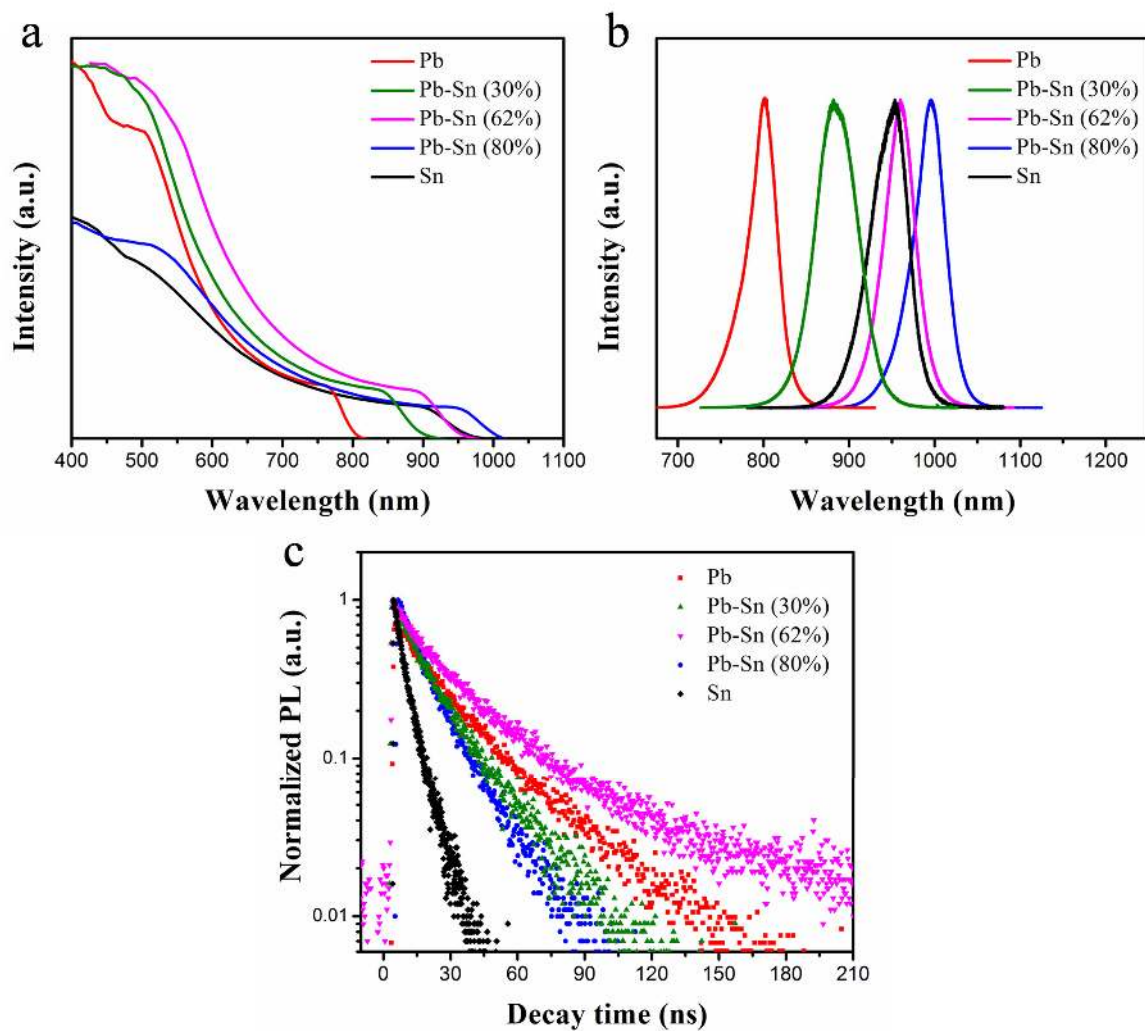 a
Pb
Pb-Sn (30%)
Pb-Sn (62%)
Pb-Sn (80%)
Sn
Intensity (a.u.)
400 500 600 700 800 900 1000 1100
Wavelength (nm)
b
Pb
Pb-Sn (30%)
Pb-Sn (62%)
Pb-Sn (80%)
Sn
Intensity (a.u.)
700 800 900 1000 1100 1200
Wavelength (nm)
c
Pb
Pb-Sn (30%)
Pb-Sn (62%)
Pb-Sn (80%)
Sn
Normalized PL (a.u.)
1
0.1
0.01
0 30 60 90 120 150 180 210
Decay time (ns)